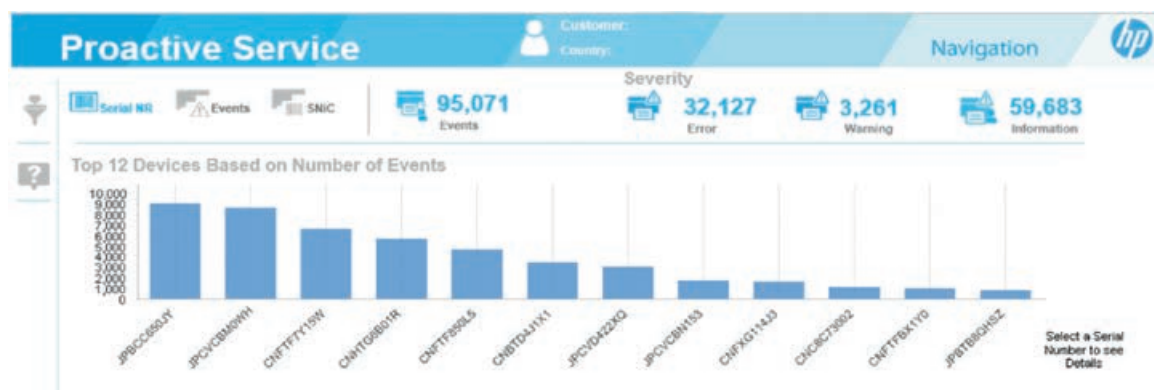 Proactive Service
Customer:
Country:
Navigation
hp
Serial NR
Events
SNIC
95,071
Events
Severity
32,127
Error
3,261
Warning
59,683
Information
Top 12 Devices Based on Number of Events
10,000
9,000
8,000
7,000
6,000
5,000
4,000
3,000
2,000
1,000
0
JPBCC650JY
JPCVCBM0WH
CNFTF7Y15W
CNHTG6B01R
CNFTF850L5
CNBTD4J1X1
JPCVD422XQ
JPCVCBN153
CNFXG114J3
CNC8C73002
CNFTFBX1Y0
JPBTB8GHSZ
Select a Serial
Number to see
Details